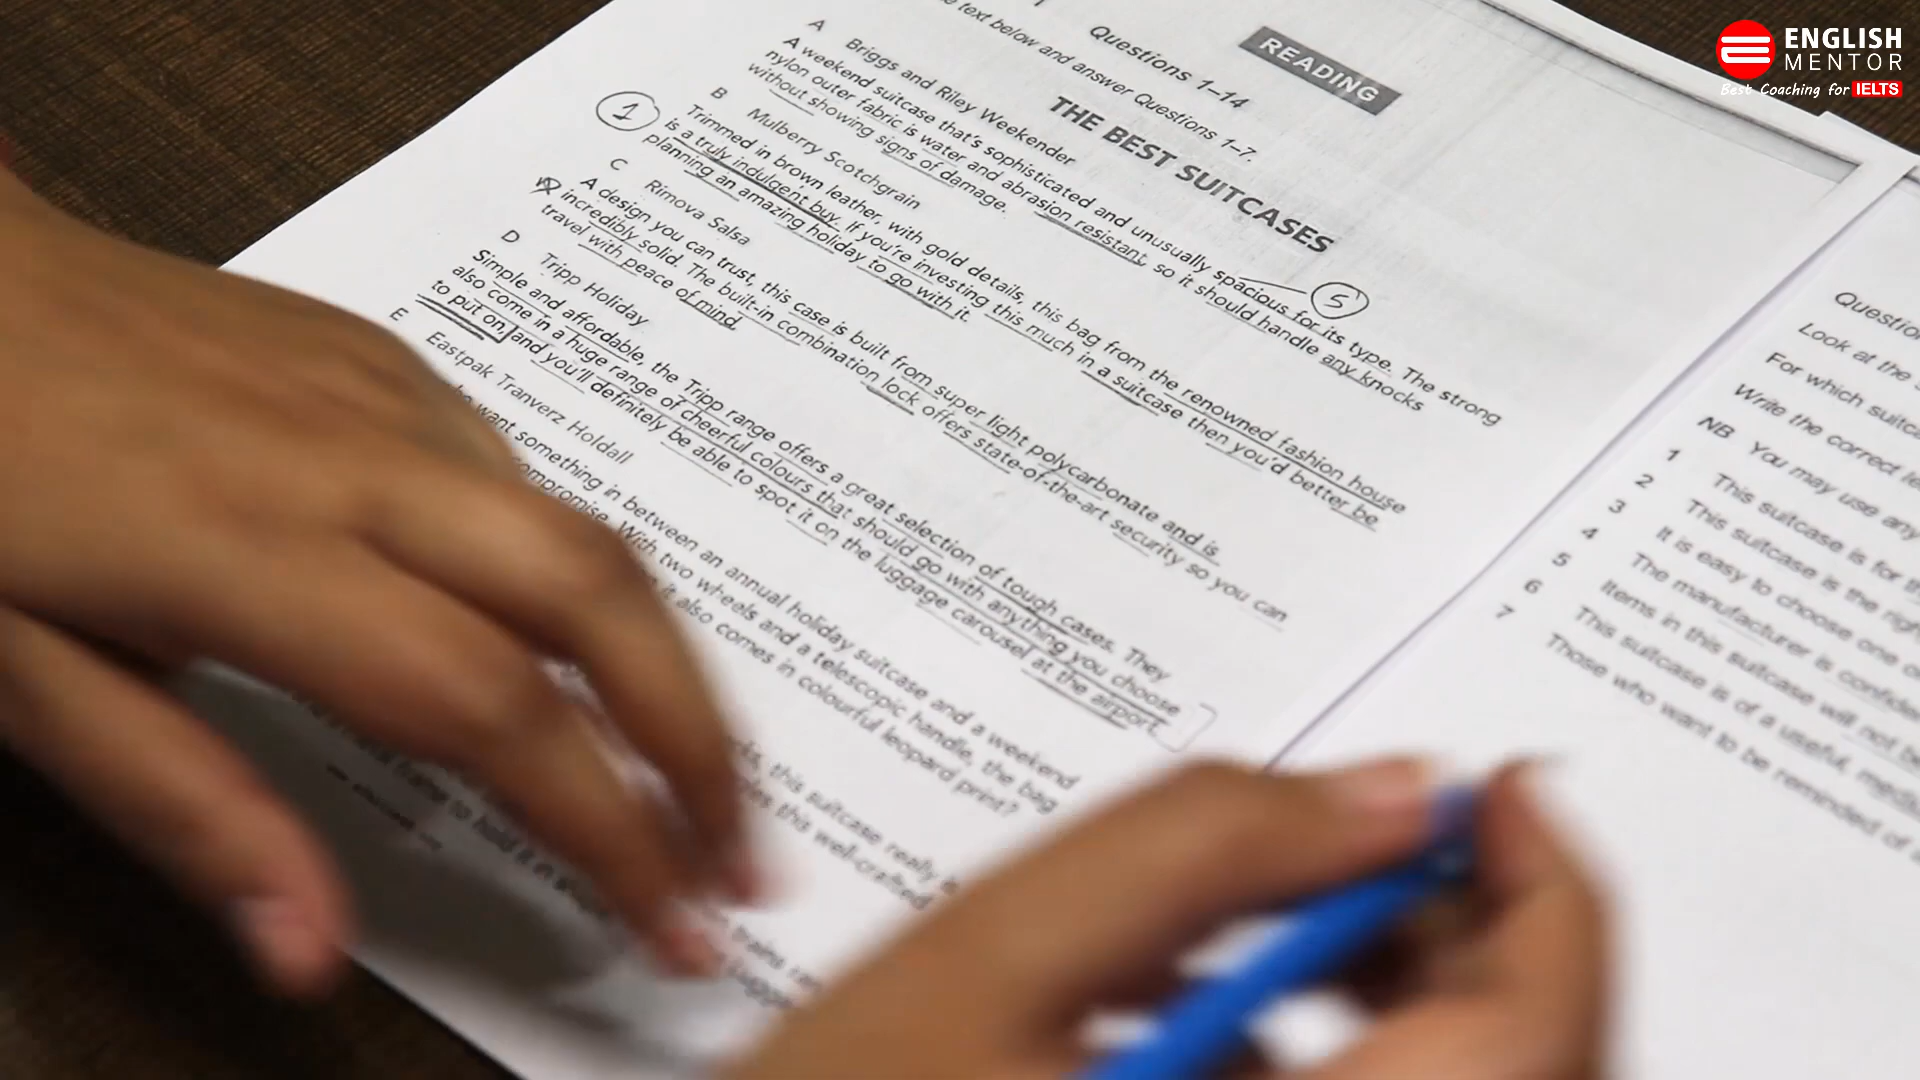 ENGLISH
MENTOR
Best Coaching for IELTS
READING
Questions 1–14
text below and answer Questions 1–7.
THE BEST SUITCASES
A Briggs and Riley Weekender
A weekend suitcase that's sophisticated and unusually spacious for its type. The strong
nylon outer fabric is water and abrasion resistant, so it should handle any knocks
without showing signs of damage.
5
B Mulberry Scotchgrain
1
Trimmed in brown leather, with gold details, this bag from the renowned fashion house
is a truly indulgent buy. If you're investing this much in a suitcase then you'd better be
planning an amazing holiday to go with it.
C Rimova Salsa
A design you can trust, this case is built from super light polycarbonate and is
incredibly solid. The built-in combination lock offers state-of-the-art security so you can
travel with peace of mind.
D Tripp Holiday
Simple and affordable, the Tripp range offers a great selection of tough cases. They
also come in a huge range of cheerful colours that should go with anything you choose
to put on, and you'll definitely be able to spot it on the luggage carousel at the airport.
E Eastpak Tranverz Holdall
want something in between an annual holiday suitcase and a weekend
compromise. With two wheels and a telescopic handle, the bag
it also comes in colourful leopard print?
this suitcase really
this well-crafted
frame to hold it in
trains
Look at the
For which
Write the correct
NB You may use any
1 This suitcase is for
2 This suitcase is the
3 It is easy to choose one
4 The manufacturer is
5 Items in this suitcase will not
6 This suitcase is of a useful,
7 Those who want to be reminded of